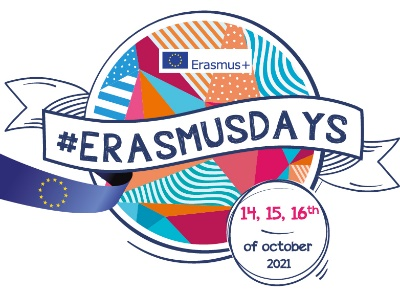 Erasmus+
#ERASMUSDAYS
14, 15, 16th
of october
2021